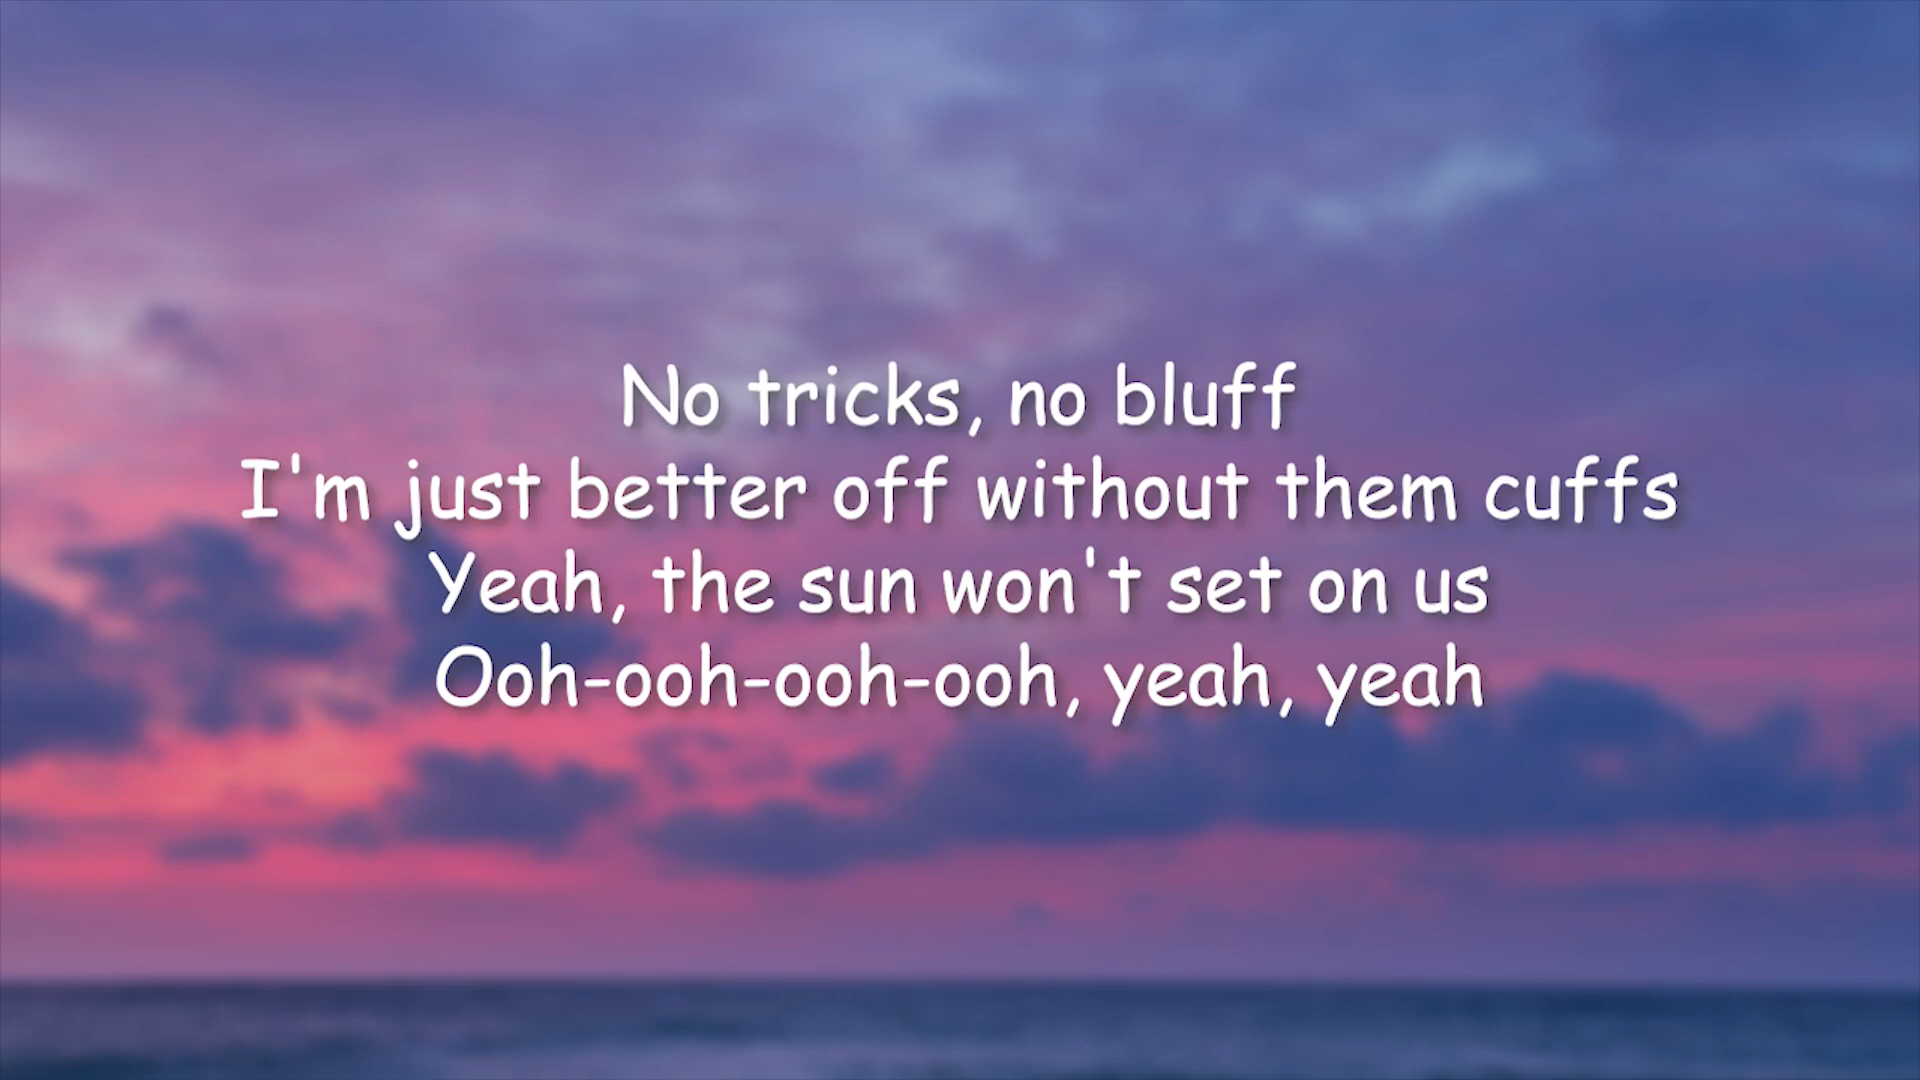 No tricks, no bluff
I'm just better off without them cuffs
Yeah, the sun won't set on us
Ooh-ooh-ooh-ooh, yeah, yeah